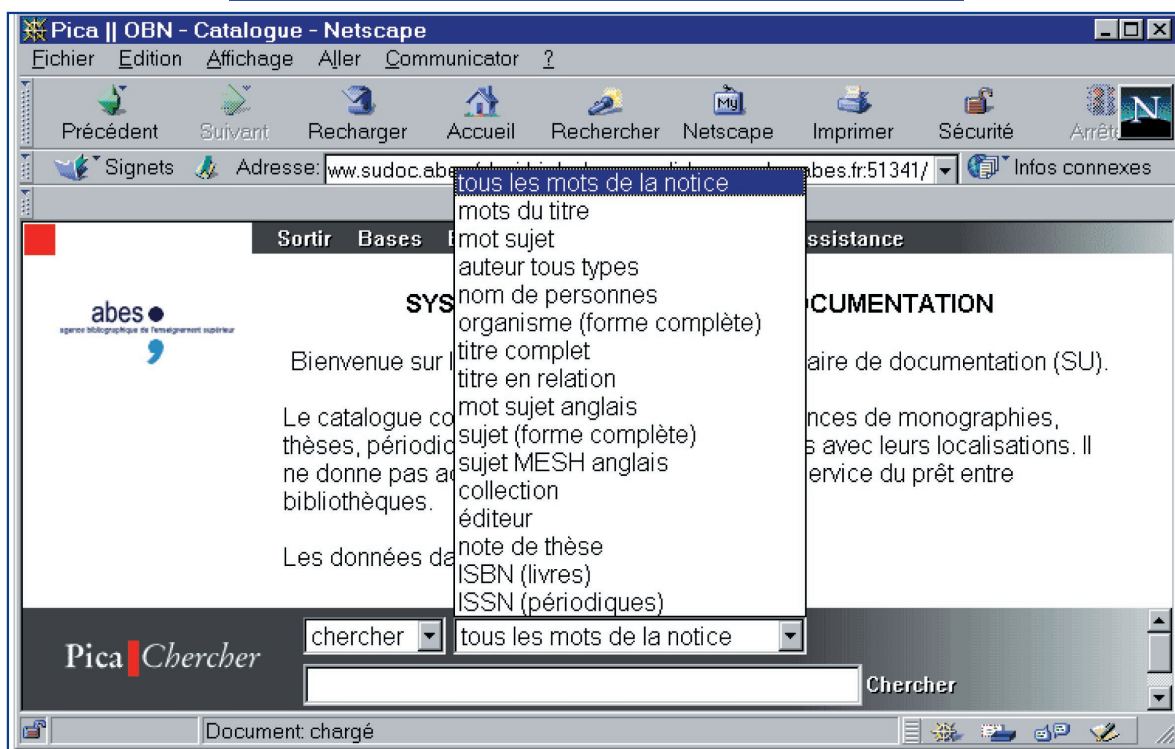 Pica || OBN - Catalogue - Netscape
Fichier Edition Affichage Aller Communicator ?
Précédent Suivant Recharger Accueil Rechercher Netscape Imprimer Sécurité Arrêt
My
N
Signets Adresse: ww.sudoc.abe abes.fr:51341/ Infos connexes
tous les mots de la notice
mots du titre
mot sujet
auteur tous types
nom de personnes
organisme (forme complète)
titre complet
titre en relation
mot sujet anglais
sujet (forme complète)
sujet MESH anglais
collection
éditeur
note de thèse
ISBN (livres)
ISSN (périodiques)
Sortir Bases ssistance
abes
agence bibliographique de l'enseignement supérieur
SYS OCUMENTATION
Bienvenue sur l aire de documentation (SU).
Le catalogue co nces de monographies,
thèses, périodic s avec leurs localisations. Il
ne donne pas a ervice du prêt entre
bibliothèques.
Les données da
Pica Chercher
chercher tous les mots de la notice
Chercher
Document: chargé